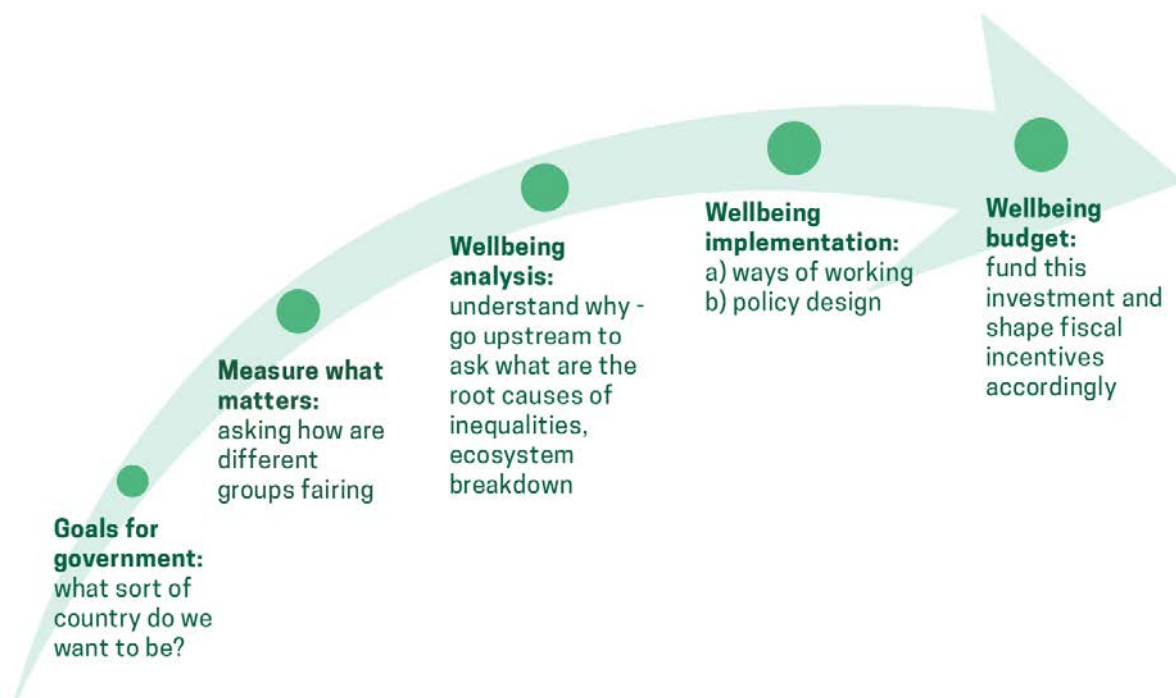 Goals for
government:
what sort of
country do we
want to be?
Measure what
matters:
asking how are
different
groups fairing
Wellbeing
analysis:
understand why -
go upstream to
ask what are the
root causes of
inequalities,
ecosystem
breakdown
Wellbeing
implementation:
a) ways of working
b) policy design
Wellbeing
budget:
fund this
investment and
shape fiscal
incentives
accordingly